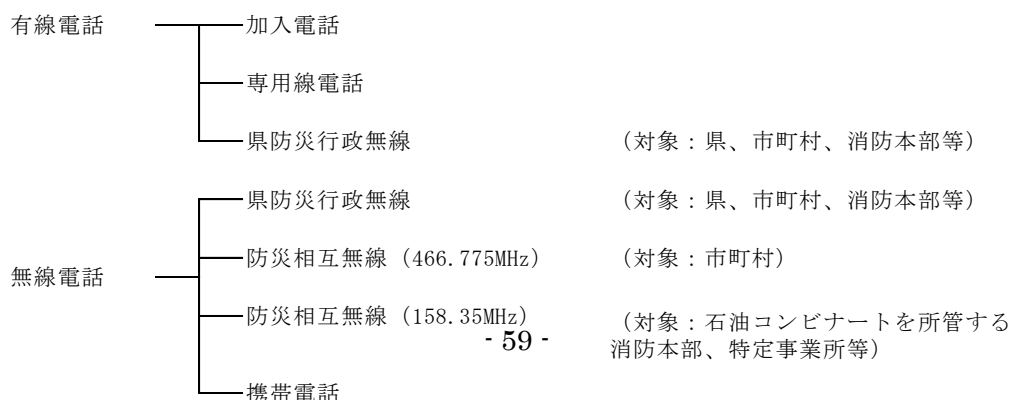 有線電話
加入電話
専用線電話
県防災行政無線 （対象：県、市町村、消防本部等）
県防災行政無線 （対象：県、市町村、消防本部等）
防災相互無線（466.775MHz） （対象：市町村）
無線電話
防災相互無線（158.35MHz） （対象：石油コンビナートを所管する
消防本部、特定事業所等）
- 59 -
携帯電話